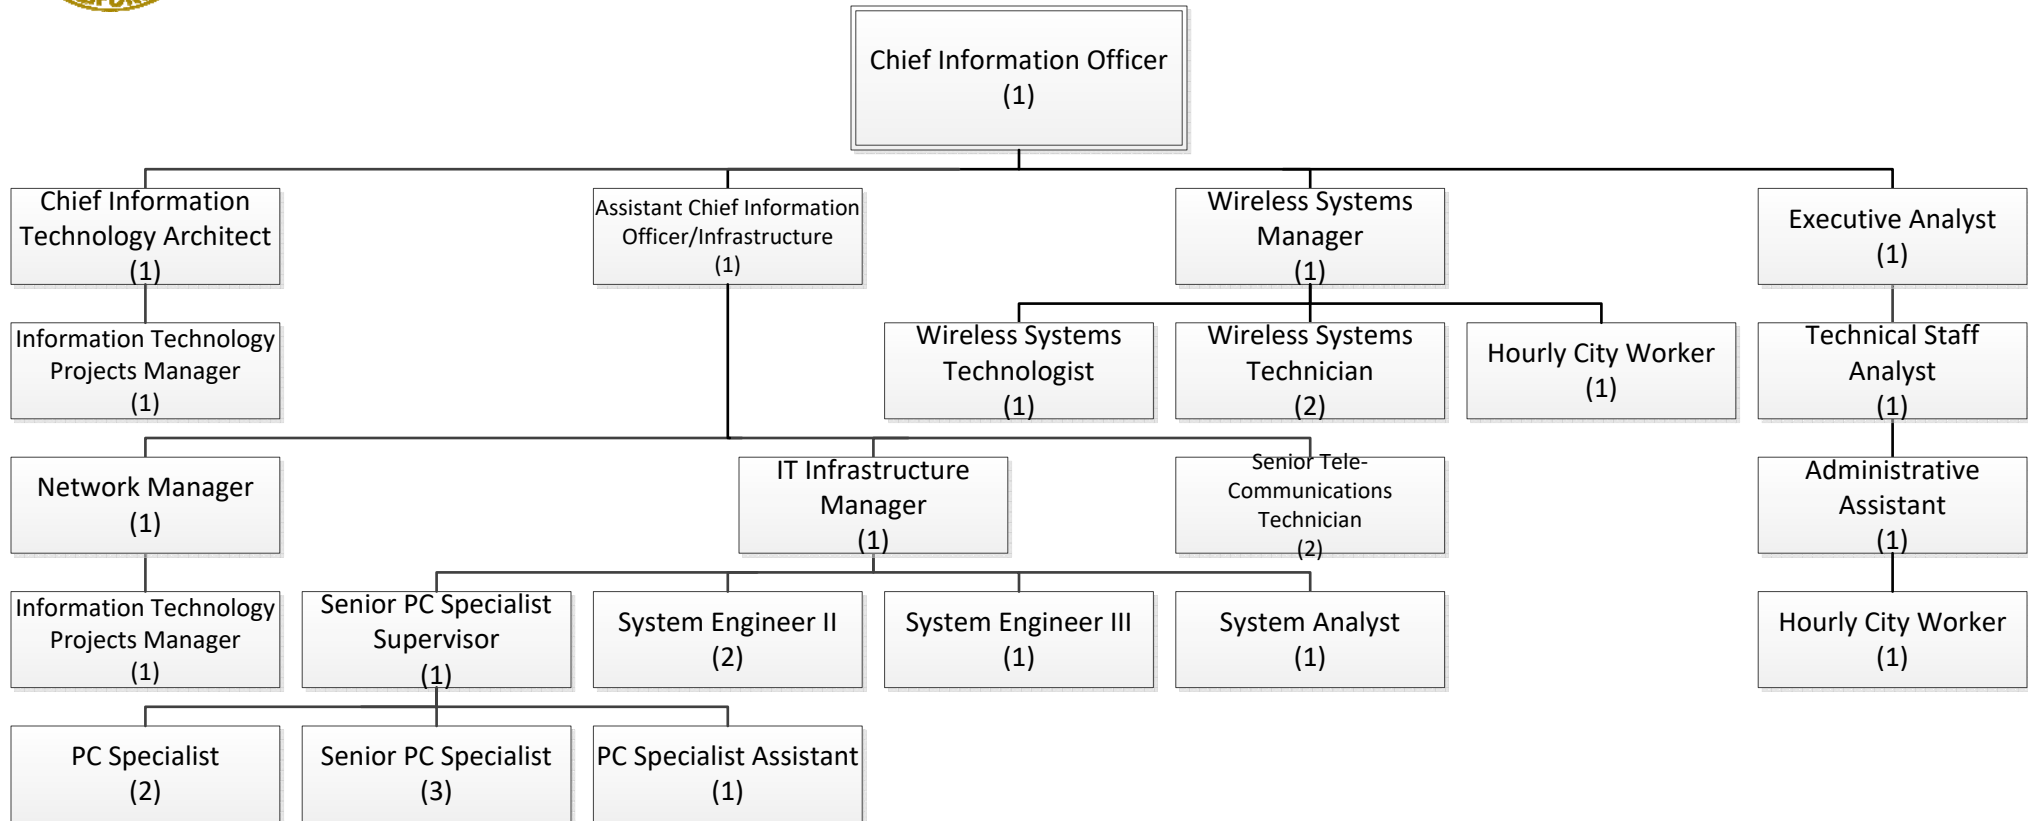 Chief Information Officer
(1)
Chief Information
Technology Architect
(1)
Assistant Chief Information
Officer/Infrastructure
(1)
Wireless Systems
Manager
(1)
Executive Analyst
(1)
Information Technology
Projects Manager
(1)
Wireless Systems
Technologist
(1)
Wireless Systems
Technician
(2)
Hourly City Worker
(1)
Technical Staff
Analyst
(1)
Network Manager
(1)
IT Infrastructure
Manager
(1)
Senior Tele-
Communications
Technician
(2)
Administrative
Assistant
(1)
Information Technology
Projects Manager
(1)
Senior PC Specialist
Supervisor
(1)
System Engineer II
(2)
System Engineer III
(1)
System Analyst
(1)
Hourly City Worker
(1)
PC Specialist
(2)
Senior PC Specialist
(3)
PC Specialist Assistant
(1)